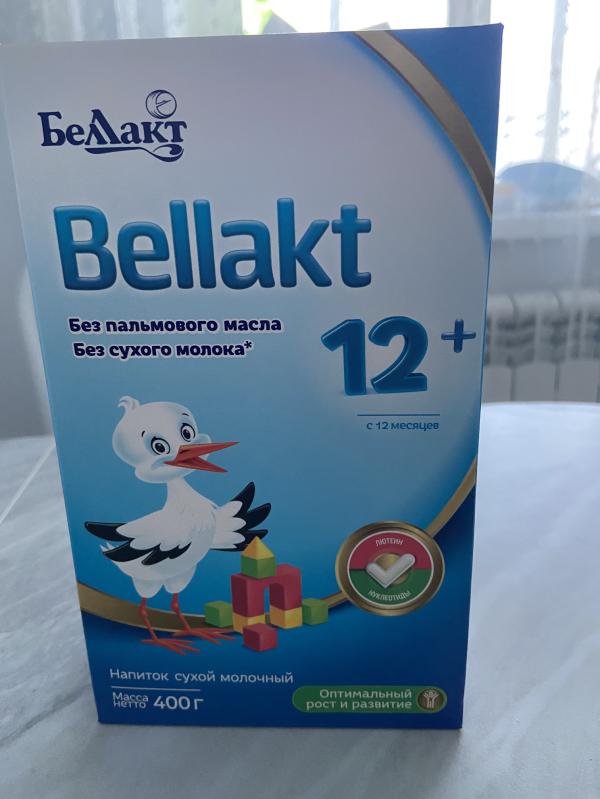 Беллакт
Bellakt
Без пальмового масла
Без сухого молока*
12+
с 12 месяцев
ЛЮТЕИН
НУКЛЕОТИДЫ
Напиток сухой молочный
Масса
нетто 400 г
Оптимальный
рост и развитие